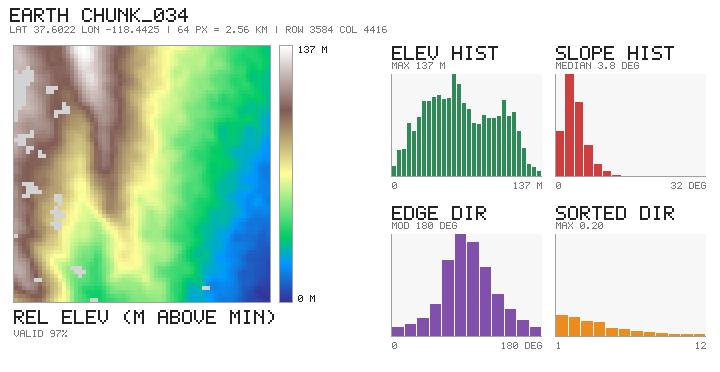 EARTH CHUNK_034
LAT 37.6022 LON -118.4425 | 64 PX = 2.56 KM | ROW 3584 COL 4416
137 M
0 M
REL ELEV (M ABOVE MIN)
VALID 97%
ELEV HIST
MAX 137 M
0 137 M
SLOPE HIST
MEDIAN 3.8 DEG
0 32 DEG
EDGE DIR
MOD 180 DEG
0 180 DEG
SORTED DIR
MAX 0.20
1 12